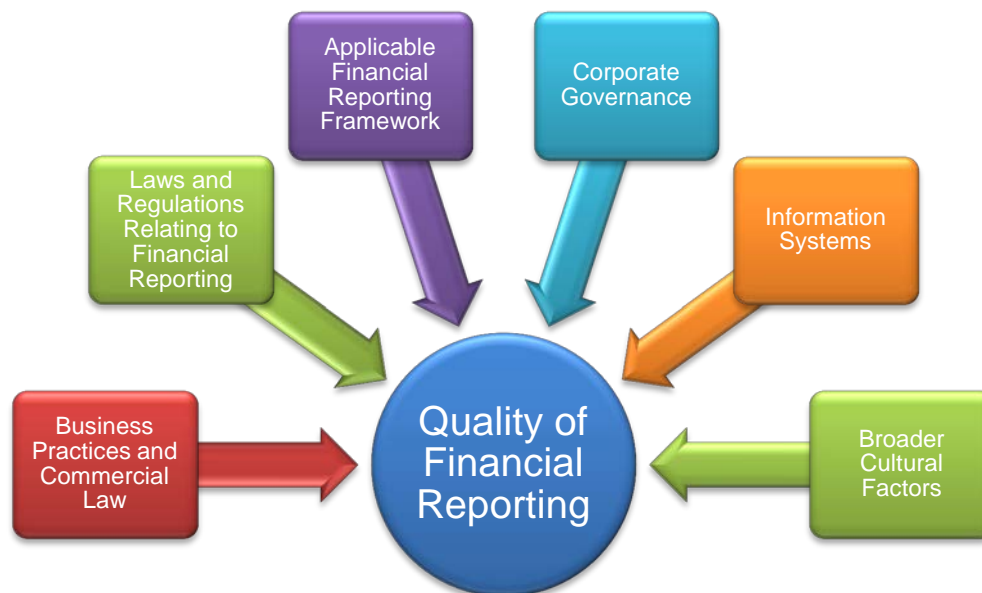 Business
Practices and
Commercial
Law
Laws and
Regulations
Relating to
Financial
Reporting
Applicable
Financial
Reporting
Framework
Corporate
Governance
Information
Systems
Broader
Cultural
Factors
Quality of
Financial
Reporting